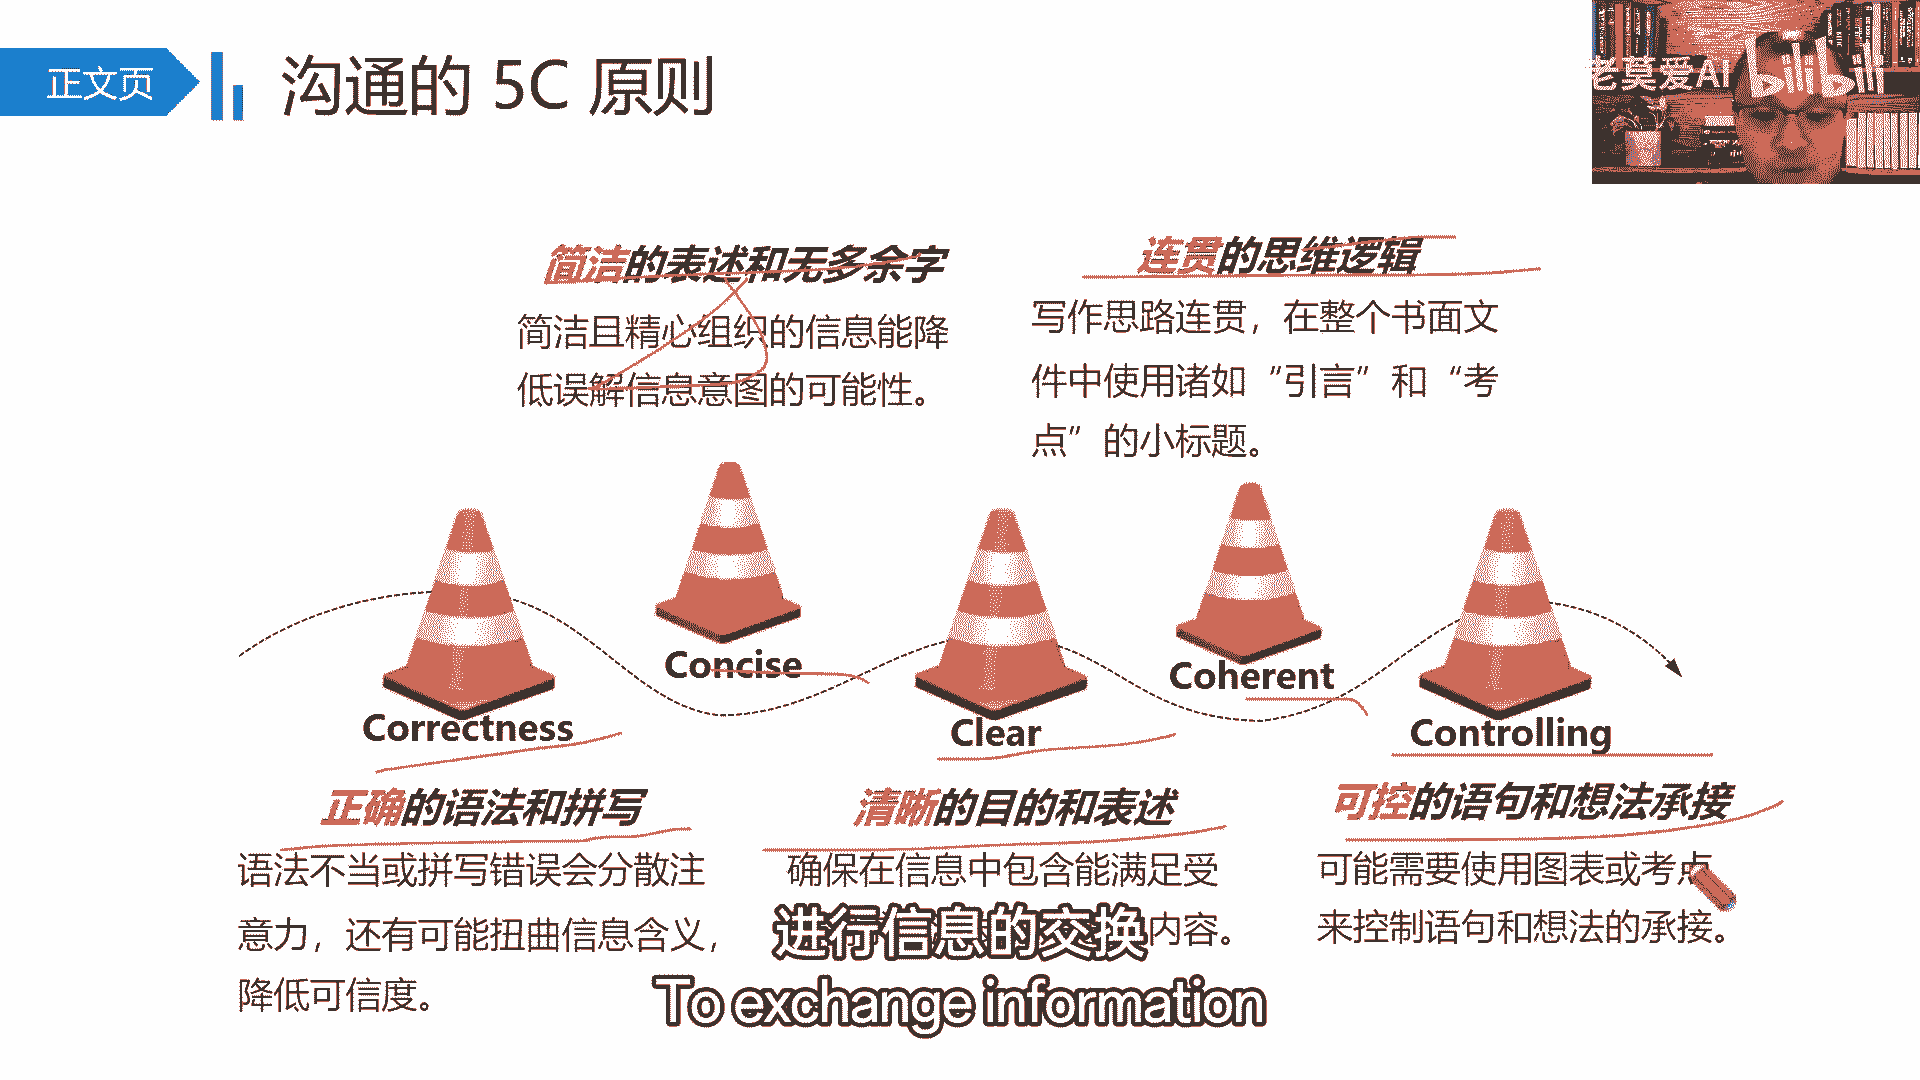 正文页
沟通的 5C 原则
老莫爱AI
bilibili
简洁的表述和无多余字
简洁且精心组织的信息能降
低误解信息意图的可能性。
连贯的思维逻辑
写作思路连贯，在整个书面文
件中使用诸如“引言”和“考
点”的小标题。
Correctness
Concise
Clear
Coherent
Controlling
正确的语法和拼写
语法不当或拼写错误会分散注
意力，还有可能扭曲信息含义，
降低可信度。
清晰的目的和表述
确保在信息中包含能满足受
内容。
可控的语句和想法承接
可能需要使用图表或考点
来控制语句和想法的承接。
进行信息的交换
To exchange information